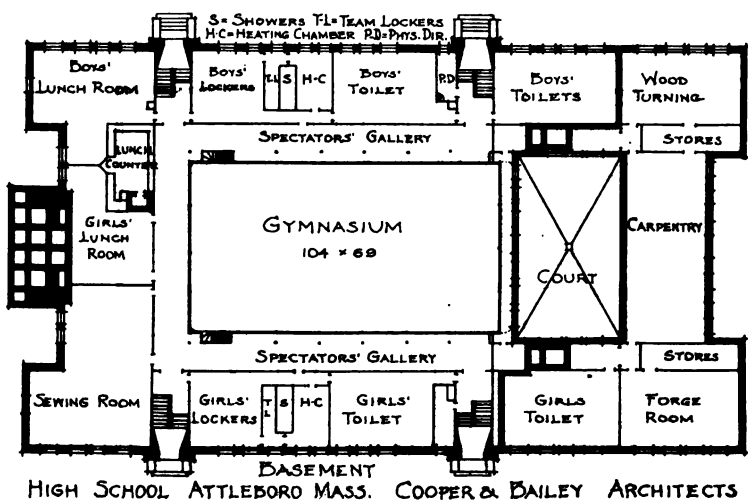 S= SHOWERS T-L= TEAM LOCKERS
H-C= HEATING CHAMBER P.D= PHYS. DIR.
BOYS'
LUNCH ROOM
BOYS'
LOCKERS
T-L
S
H-C
BOYS'
TOILET
P.D
BOYS'
TOILETS
WOOD
TURNING
SPECTATORS' GALLERY
STORES
LUNCH
COUNTER
GIRLS'
LUNCH
ROOM
GYMNASIUM
104 × 69
COURT
CARPENTRY
SPECTATORS' GALLERY
STORES
SEWING ROOM
GIRLS'
LOCKERS
T
L
S
H-C
GIRLS'
TOILET
GIRLS
TOILET
FORGE
ROOM
BASEMENT
HIGH SCHOOL ATTLEBORO MASS. COOPER & BAILEY ARCHITECTS